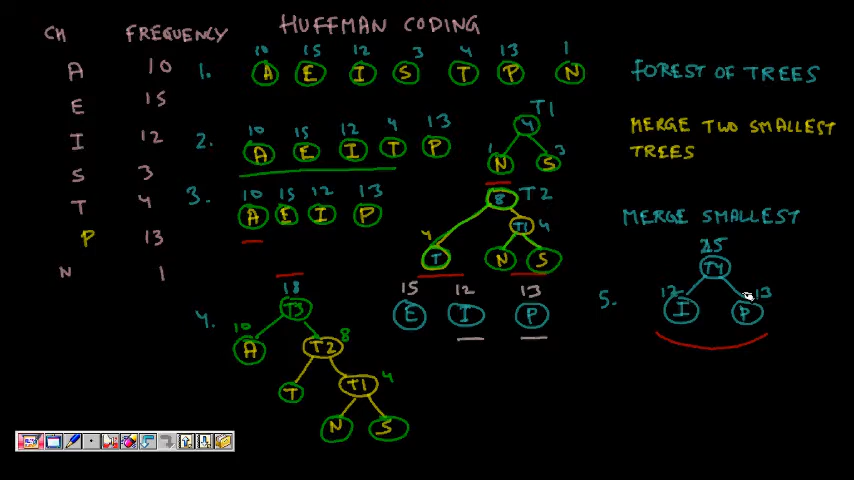 HUFFMAN CODING
CH FREQUENCY
A 10
E 15
I 12
S 3
T 4
P 13
N 1
1. 10 15 12 3 4 13 1
A E I S T P N
FOREST OF TREES
2. 10 15 12 4 13
A E I T P
T1
4
1 3
N S
MERGE TWO SMALLEST
TREES
3. 10 15 12 13
A E I P
8 T2
4 T1 4
T N S
MERGE SMALLEST
4. 18
T3
10 8
A T2
T T1 4
N S
15 12 13
E I P
5. 25
T4
12 13
I P